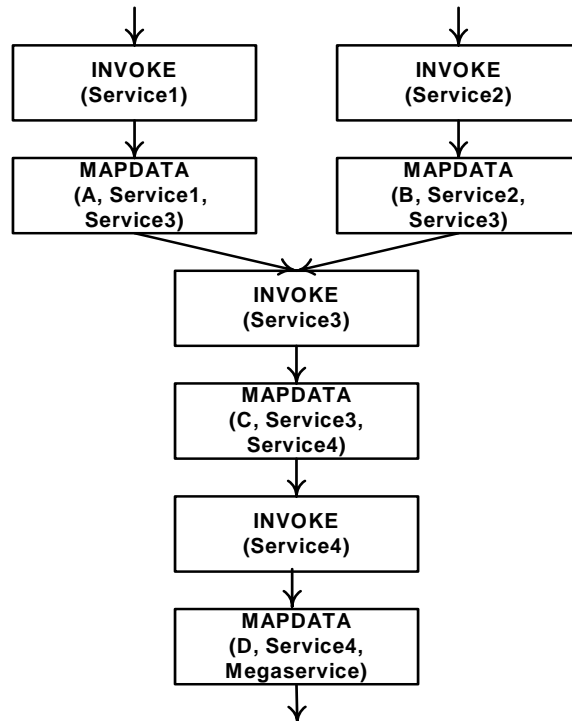 INVOKE
(Service1)
INVOKE
(Service2)
MAPDATA
(A, Service1,
Service3)
MAPDATA
(B, Service2,
Service3)
INVOKE
(Service3)
MAPDATA
(C, Service3,
Service4)
INVOKE
(Service4)
MAPDATA
(D, Service4,
Megaservice)